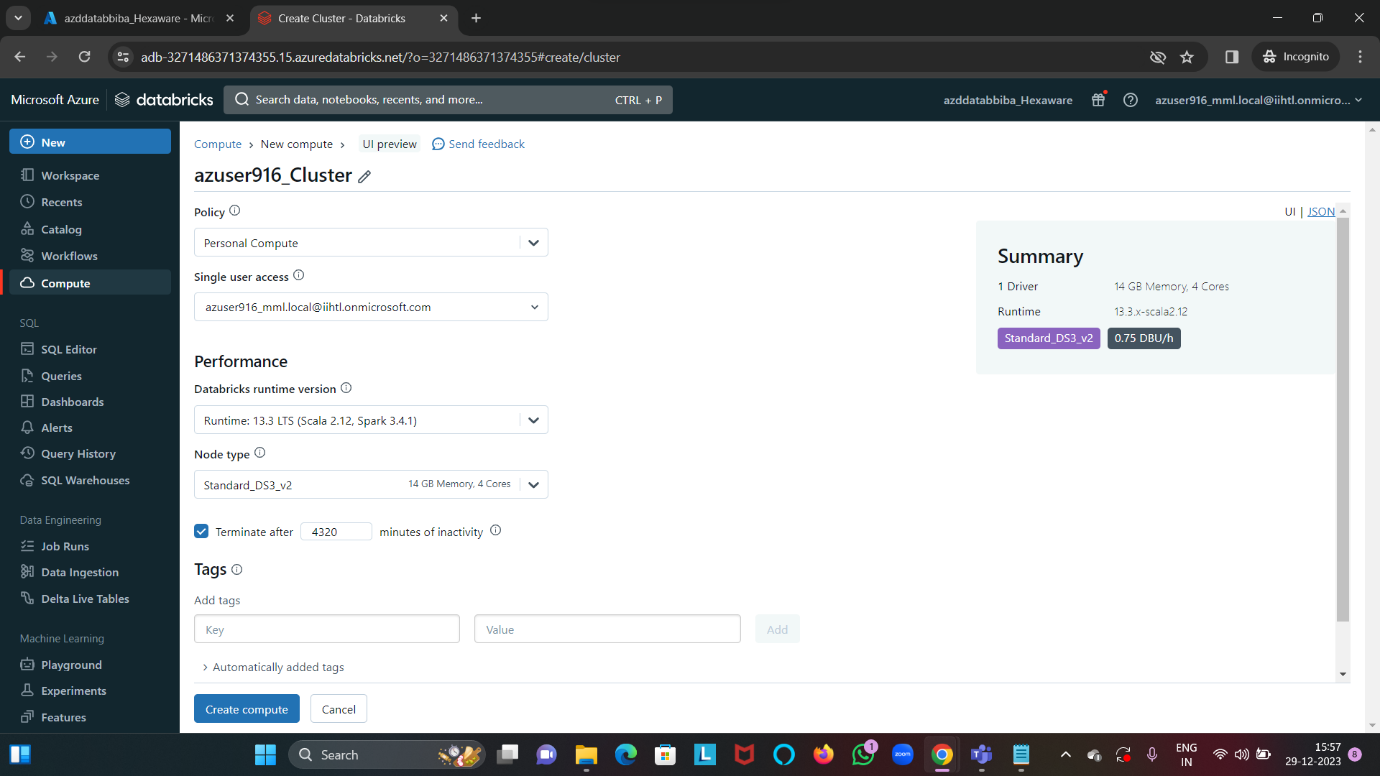 azddatabbiba_Hexaware - Micr
Create Cluster - Databricks
adb-3271486371374355.15.azuredatabricks.net/?o=3271486371374355#create/cluster
Incognito
Microsoft Azure
databricks
Search data, notebooks, recents, and more...
CTRL + P
azddatabbiba_Hexaware
azuser916_mml.local@iihtl.onmicro...
New
Workspace
Recents
Catalog
Workflows
Compute
SQL
SQL Editor
Queries
Dashboards
Alerts
Query History
SQL Warehouses
Data Engineering
Job Runs
Data Ingestion
Delta Live Tables
Machine Learning
Playground
Experiments
Features
Compute > New compute > UI preview Send feedback
azuser916_Cluster
UI | JSON
Policy
Personal Compute
Single user access
azuser916_mml.local@iihtl.onmicrosoft.com
Performance
Databricks runtime version
Runtime: 13.3 LTS (Scala 2.12, Spark 3.4.1)
Node type
Standard_DS3_v2 14 GB Memory, 4 Cores
Terminate after 4320 minutes of inactivity
Tags
Add tags
Key Value Add
Automatically added tags
Create compute Cancel
Summary
1 Driver 14 GB Memory, 4 Cores
Runtime 13.3.x-scala2.12
Standard_DS3_v2 0.75 DBU/h
Search
L
1
zoom
ENG
IN
15:57
29-12-2023
8